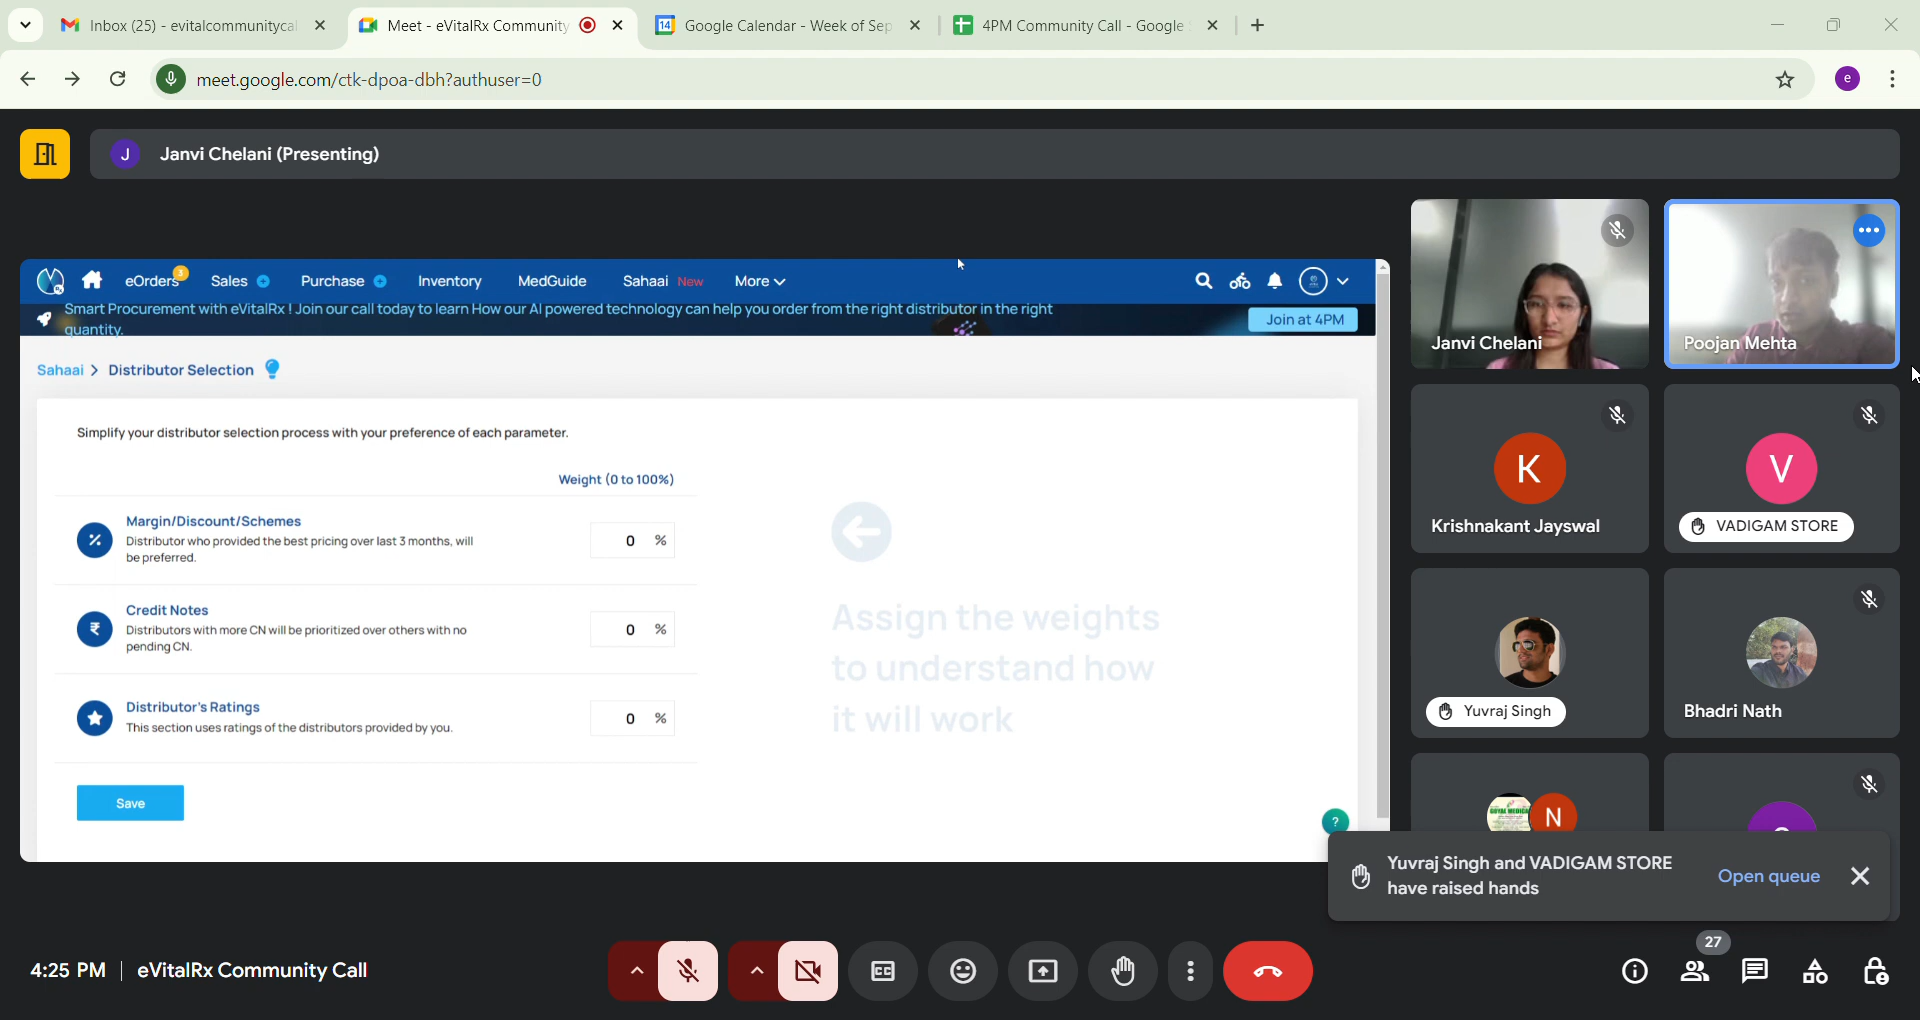 Inbox (25) - evitalcommunityca
Meet - eVitalRx Community
Google Calendar - Week of Sep
4PM Community Call - Google
meet.google.com/ctk-dpoa-dbh?authuser=0
e
J
Janvi Chelani (Presenting)
eOrders 3
Sales
Purchase
Inventory
MedGuide
Sahaai New
More
Smart Procurement with eVitalRx ! Join our call today to learn How our AI powered technology can help you order from the right distributor in the right
quantity.
Join at 4PM
Sahaai > Distributor Selection
Simplify your distributor selection process with your preference of each parameter.
Weight (0 to 100%)
Margin/Discount/Schemes
Distributor who provided the best pricing over last 3 months, will
be preferred.
0 %
Credit Notes
Distributors with more CN will be prioritized over others with no
pending CN.
0 %
Distributor's Ratings
This section uses ratings of the distributors provided by you.
0 %
Save
Assign the weights
to understand how
it will work
?
Janvi Chelani
Poojan Mehta
K
Krishnakant Jayswal
V
VADIGAM STORE
Yuvraj Singh
Bhadri Nath
N
Yuvraj Singh and VADIGAM STORE
have raised hands
Open queue
4:25 PM | eVitalRx Community Call
27